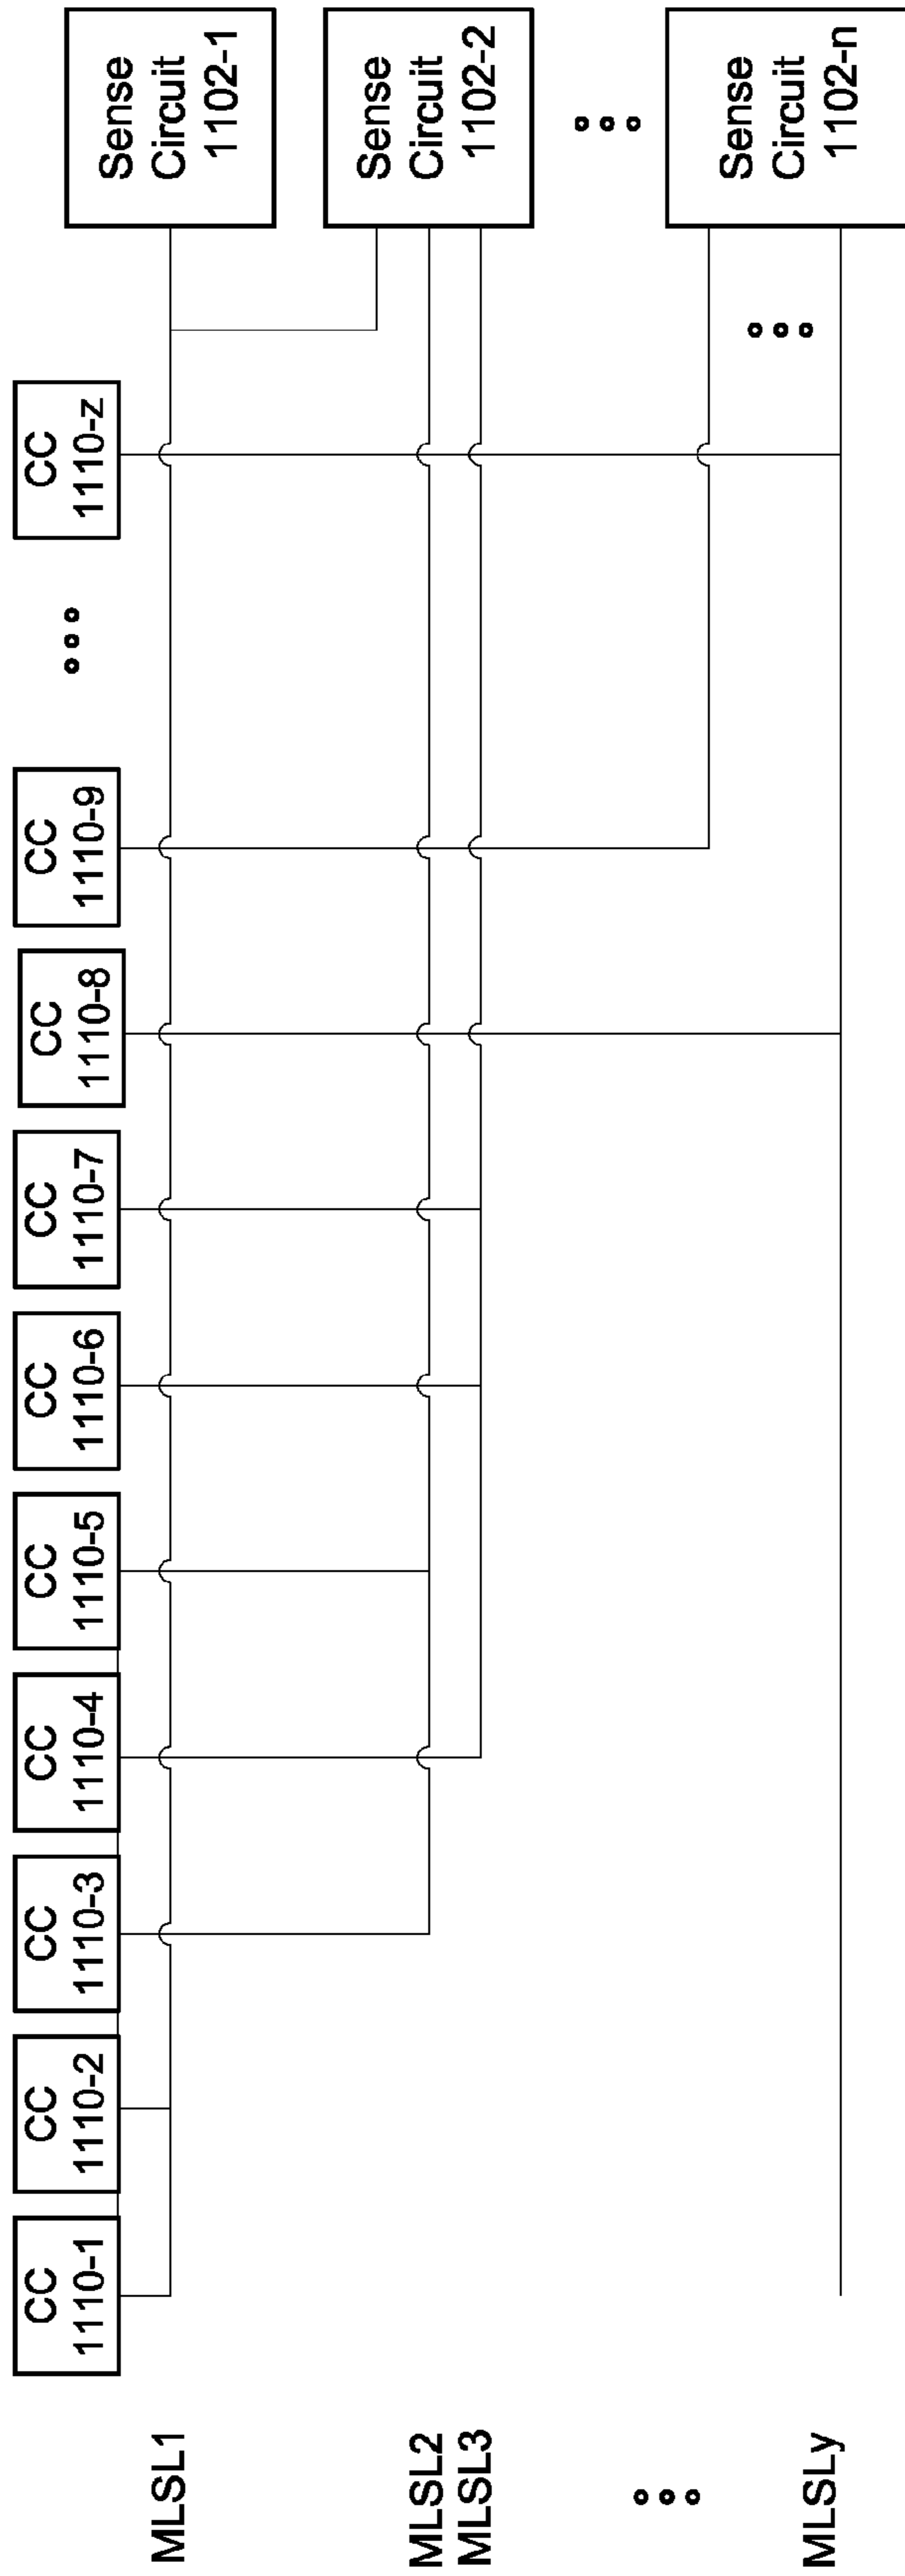 CC
1110-1
CC
1110-2
CC
1110-3
CC
1110-4
CC
1110-5
CC
1110-6
CC
1110-7
CC
1110-8
CC
1110-9
CC
1110-z
MLSL1
MLSL2
MLSL3
MLSLy
Sense
Circuit
1102-1
Sense
Circuit
1102-2
Sense
Circuit
1102-n